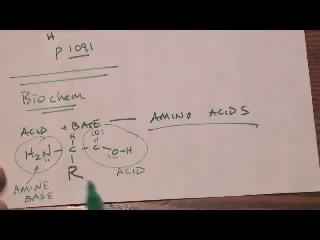 H
P 1091
Biochem
ACID + BASE — AMINO ACIDS
H :O:
H₂N — C — C — O — H
R
AMINE
BASE
ACID